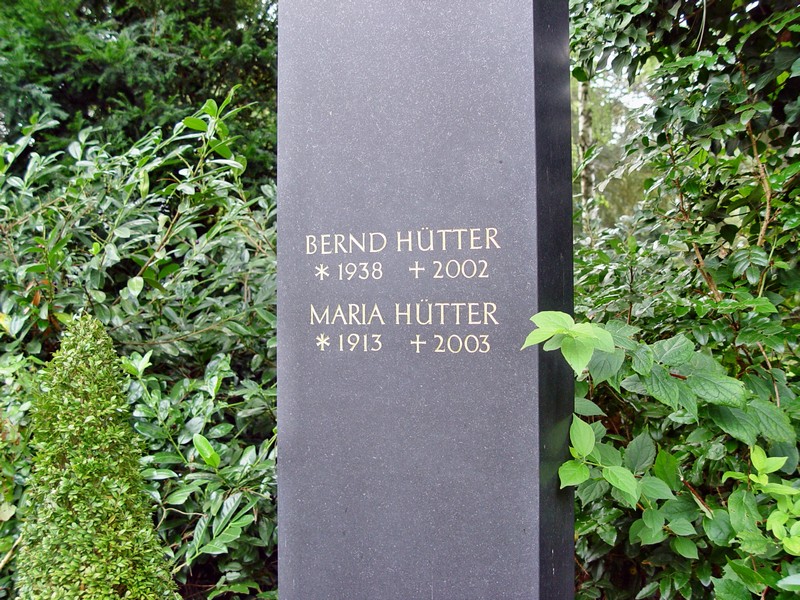 BERND HÜTTER
* 1938 + 2002
MARIA HÜTTER
* 1913 + 2003